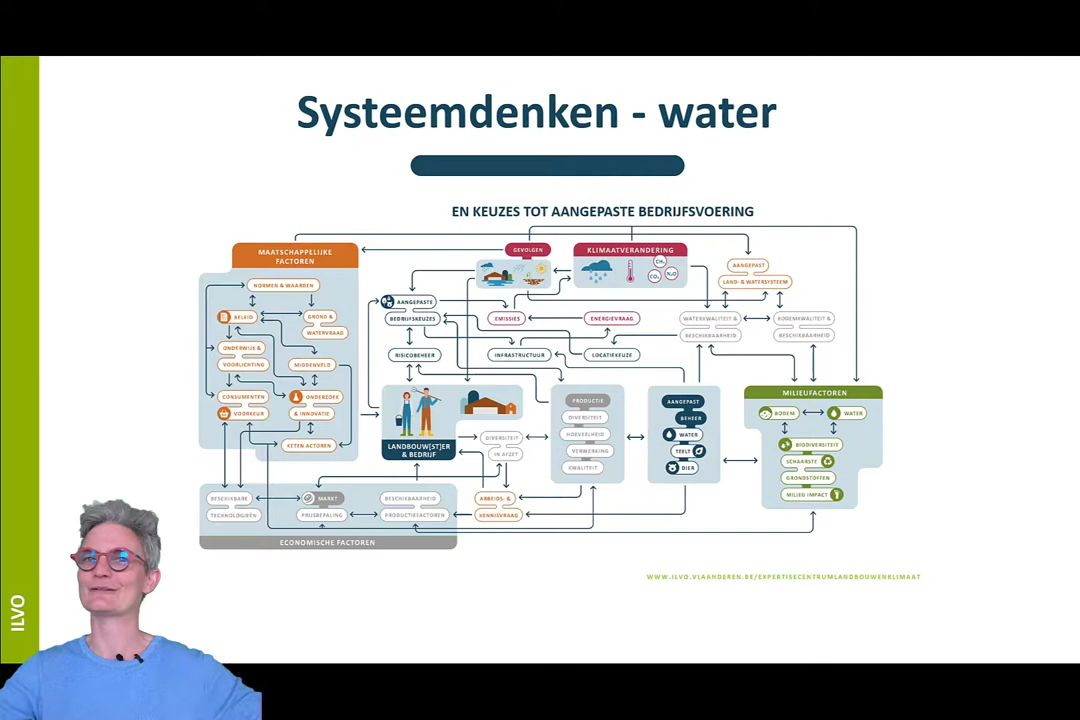 Systeemdenken - water
EN KEUZES TOT AANGEPASTE BEDRIJFSVOERING
MAATSCHAPPELIJKE
FACTOREN
NORMEN & WAARDEN
BELEID
GROND &
WATERVRAAG
ONDERWIJS &
VOORLICHTING
MIDDENVELD
CONSUMENTEN
VOORKEUR
ONDERZOEK
& INNOVATIE
KETEN ACTOREN
GEVOLGEN
KLIMAATVERANDERING
CH₄
CO₂
N₂O
AANGEPAST
LAND- & WATERSYSTEEM
AANGEPASTE
BEDRIJFSKEUZES
EMISSIES
ENERGIEVRAAG
WATERKWALITEIT &
BESCHIKBAARHEID
BODEMKWALITEIT &
BESCHIKBAARHEID
RISICOBEHEER
INFRASTRUCTUUR
LOCATIEKEUZE
LANDBOUW[ST]ER
& BEDRIJF
DIVERSITEIT
IN AFZET
PRODUCTIE
DIVERSITEIT
HOEVEELHEID
VERWERKING
KWALITEIT
AANGEPAST
BEHEER
WATER
TEELT
DIER
MILIEUFACTOREN
BODEM
WATER
BIODIVERSITEIT
SCHAARSTE
GRONDSTOFFEN
MILIEU IMPACT
BESCHIKBARE
TECHNOLOGIEËN
MARKT
PRIJSBEPALING
BESCHIKBAARHEID
PRODUCTIEFACTOREN
ARBEIDS- &
KENNISVRAAG
ECONOMISCHE FACTOREN
WWW.ILVO.VLAANDEREN.BE/EXPERTISECENTRUMLANDBOUWENKLIMAAT
ILVO